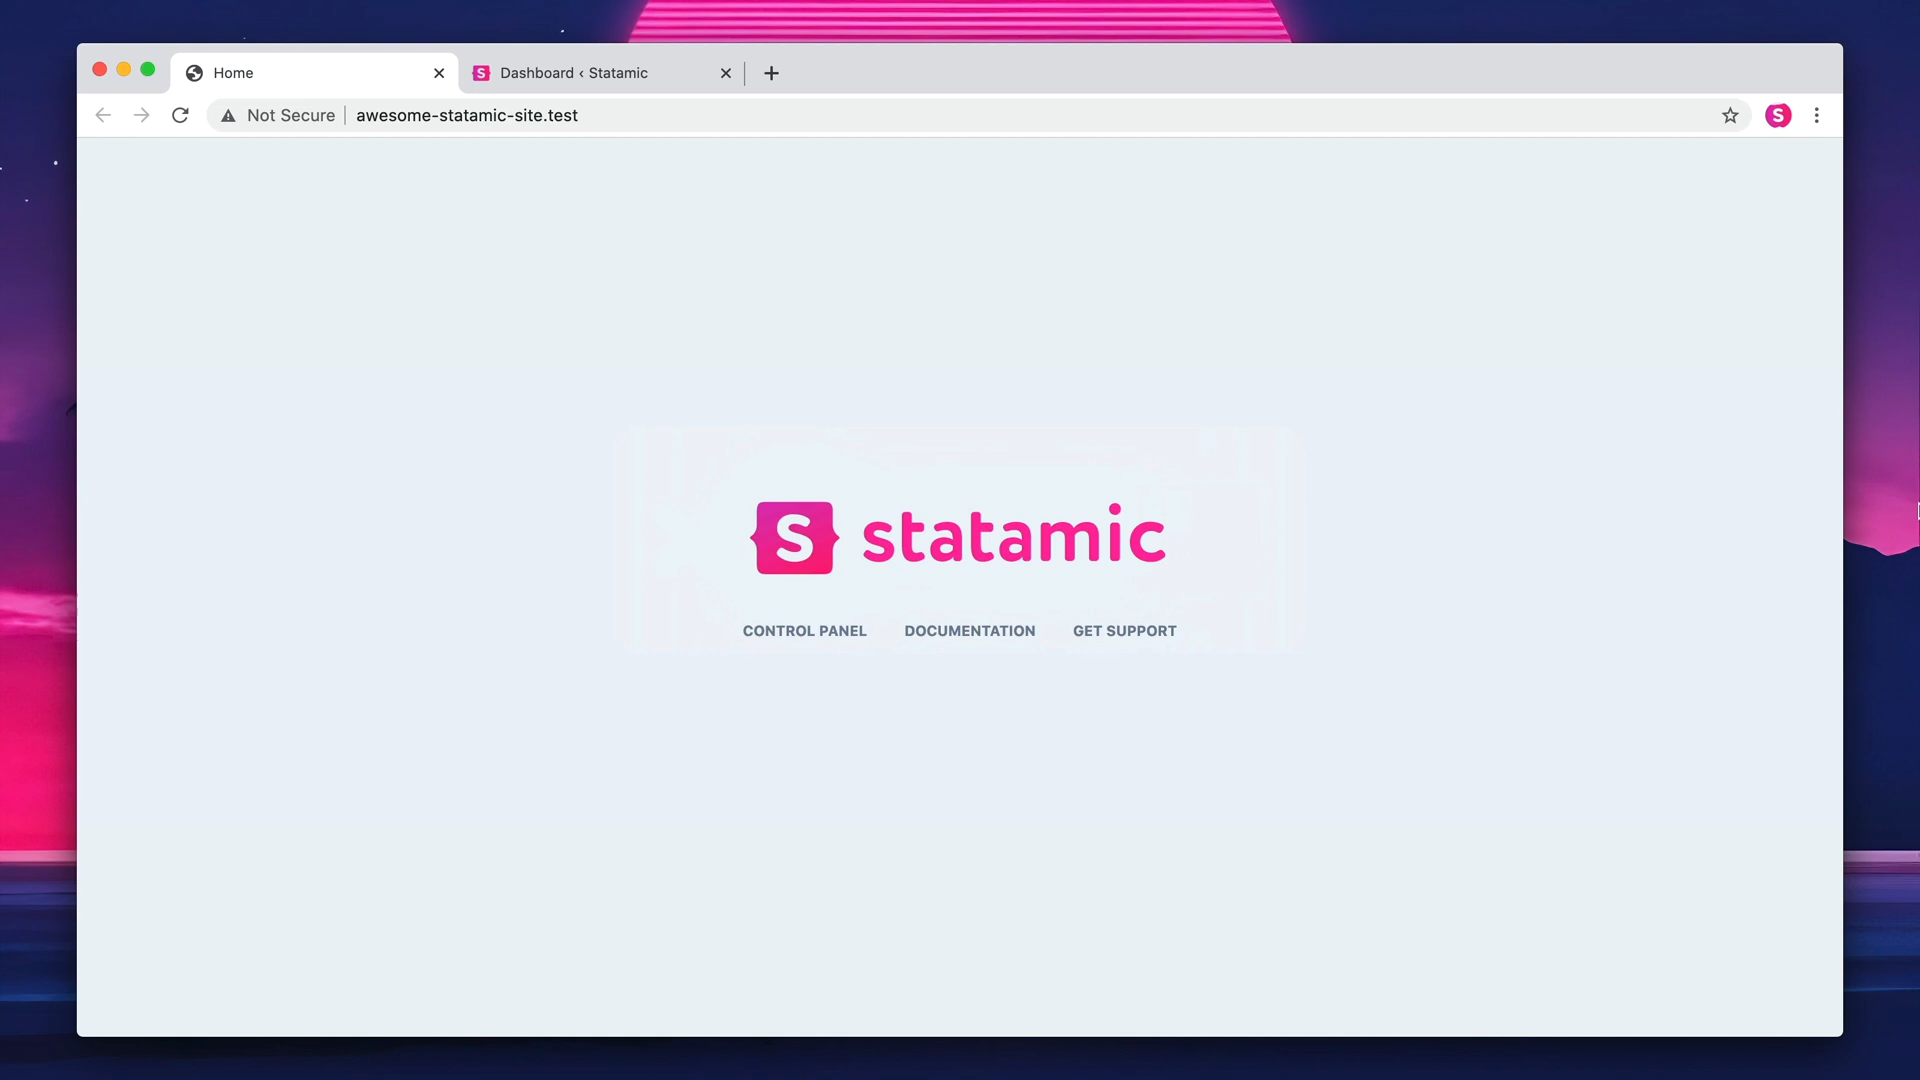 Home
Dashboard ‹ Statamic
Not Secure
awesome-statamic-site.test
S
S statamic
CONTROL PANEL DOCUMENTATION GET SUPPORT